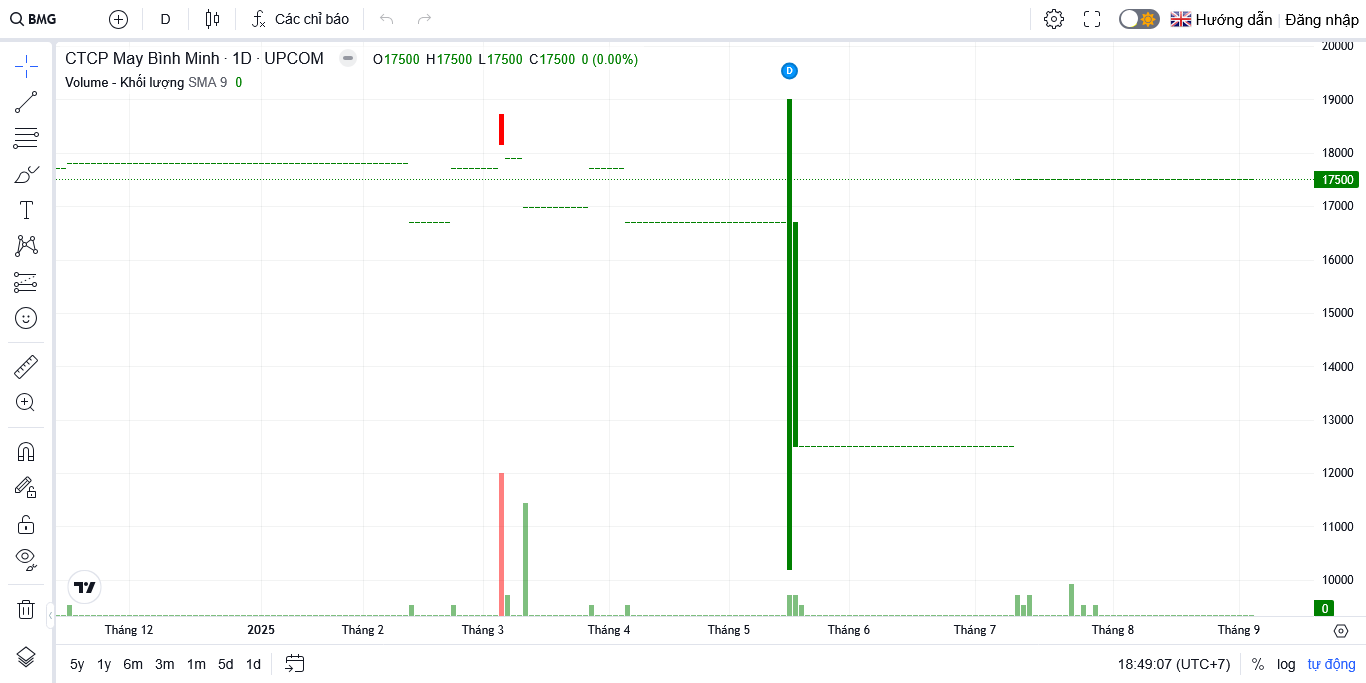 BMG D Các chỉ báo Hướng dẫn Đăng nhập
CTCP May Bình Minh · 1D · UPCOM O17500 H17500 L17500 C17500 0 (0.00%)
Volume - Khối lượng SMA 9 0
D
20000
19000
18000
17500
17000
16000
15000
14000
13000
12000
11000
10000
0
Tháng 12 2025 Tháng 2 Tháng 3 Tháng 4 Tháng 5 Tháng 6 Tháng 7 Tháng 8 Tháng 9
5y 1y 6m 3m 1m 5d 1d 18:49:07 (UTC+7) % log tự động